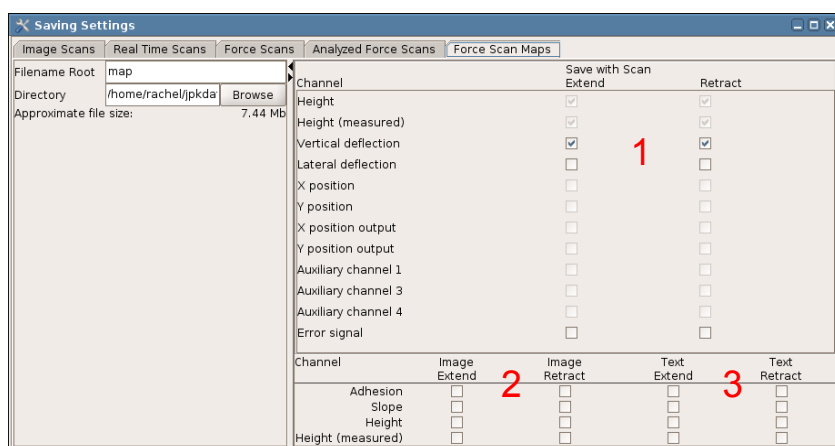 Saving Settings
Image Scans Real Time Scans Force Scans Analyzed Force Scans Force Scan Maps
Filename Root map
Directory /home/rachel/jpkda Browse
Approximate file size: 7.44 Mb
Save with Scan
Channel Extend Retract
Height
Height (measured)
Vertical deflection
1
Lateral deflection
X position
Y position
X position output
Y position output
Auxiliary channel 1
Auxiliary channel 3
Auxiliary channel 4
Error signal
Channel Image Image Text Text
Extend Retract Extend Retract
2 3
Adhesion
Slope
Height
Height (measured)